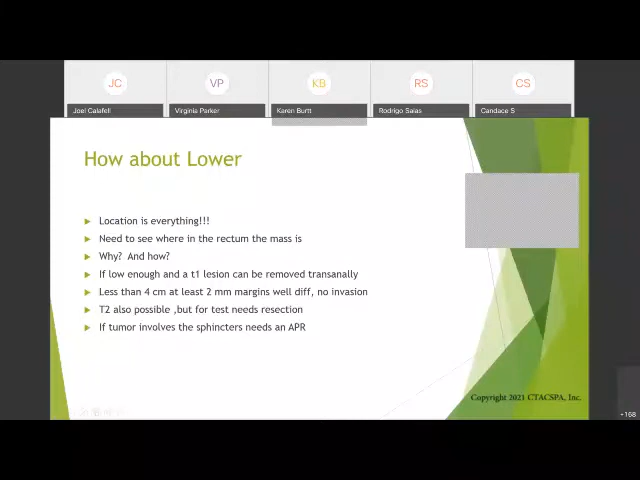 JC
VP
KB
RS
CS
Joel Calafell
Virginia Parker
Karen Burtt
Rodrigo Salas
Candace S
How about Lower
Location is everything!!!
Need to see where in the rectum the mass is
Why? And how?
If low enough and a t1 lesion can be removed transanally
Less than 4 cm at least 2 mm margins well diff, no invasion
T2 also possible ,but for test needs resection
If tumor involves the sphincters needs an APR
Copyright 2021 CTACSPA, Inc.
+168